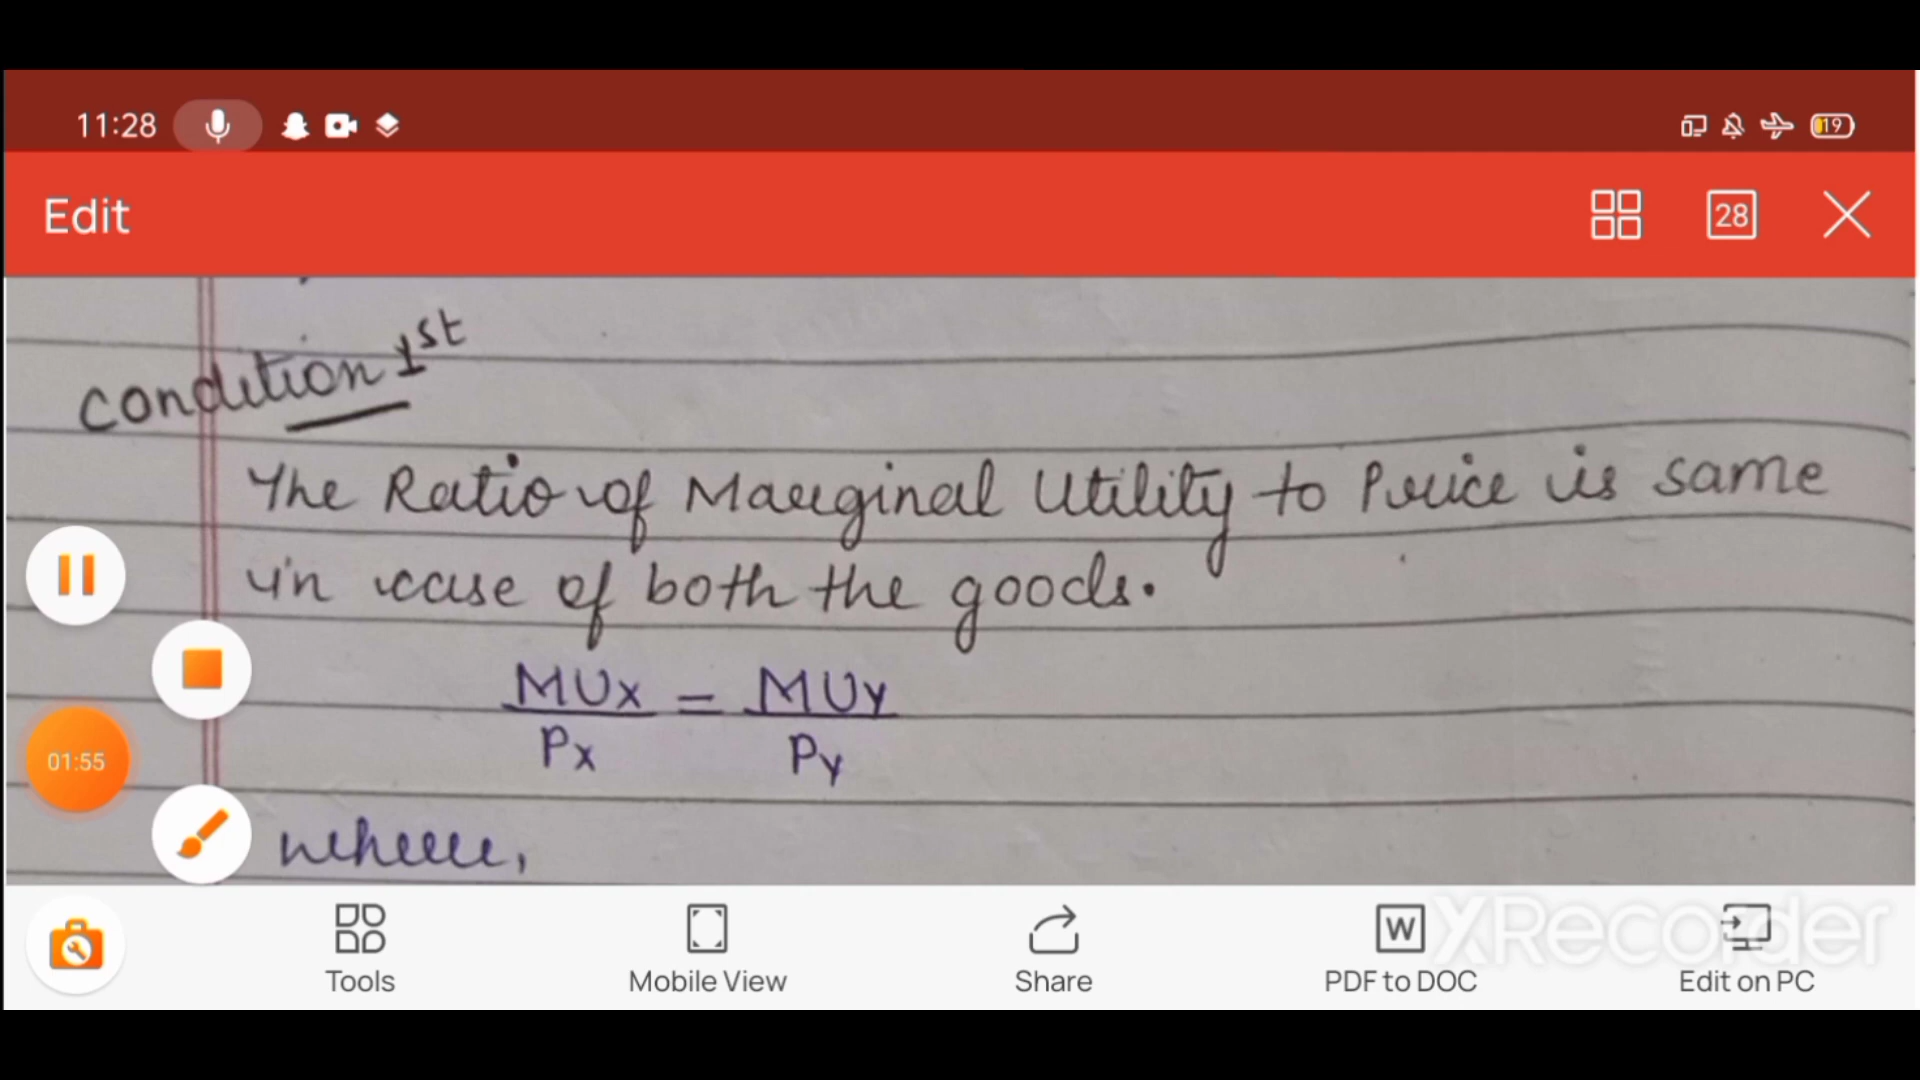 11:28
19
Edit
28
Condition 1st
The Ratio of Marginal Utility to Price is same
in case of both the goods.
MUx = MUy
Px Py
where,
01:55
XRecorder
Tools
Mobile View
Share
PDF to DOC
W
Edit on PC